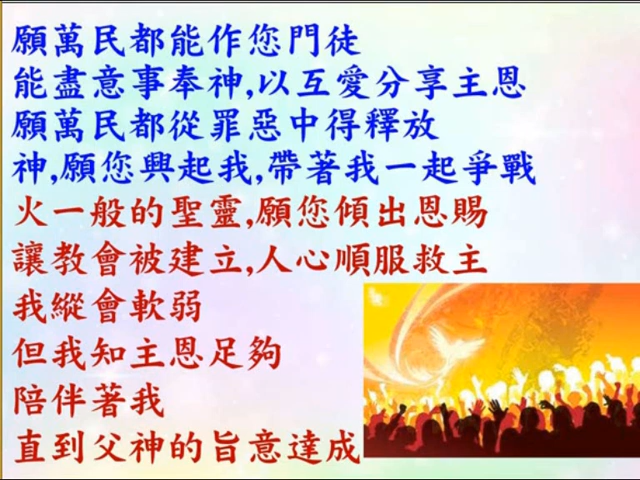 願萬民都能作您門徒
能盡意事奉神,以互愛分享主恩
願萬民都從罪惡中得釋放
神,願您興起我,帶著我一起爭戰
火一般的聖靈,願您傾出恩賜
讓教會被建立,人心順服救主
我縱會軟弱
但我知主恩足夠
陪伴著我
直到父神的旨意達成